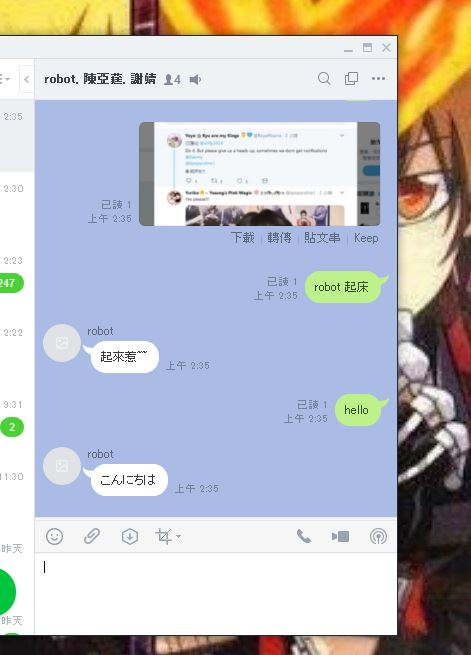 robot, 陳亞薐, 謝婧 4
2:35
2:30
2:23
247
2:22
9:31
2
11:30
昨天
昨天
已讀 1
上午 2:35
下載 轉傳 貼文串 Keep
已讀 1
上午 2:35
robot 起床
robot
起來惹~~
上午 2:35
已讀 1
上午 2:35
hello
robot
こんにちは
上午 2:35